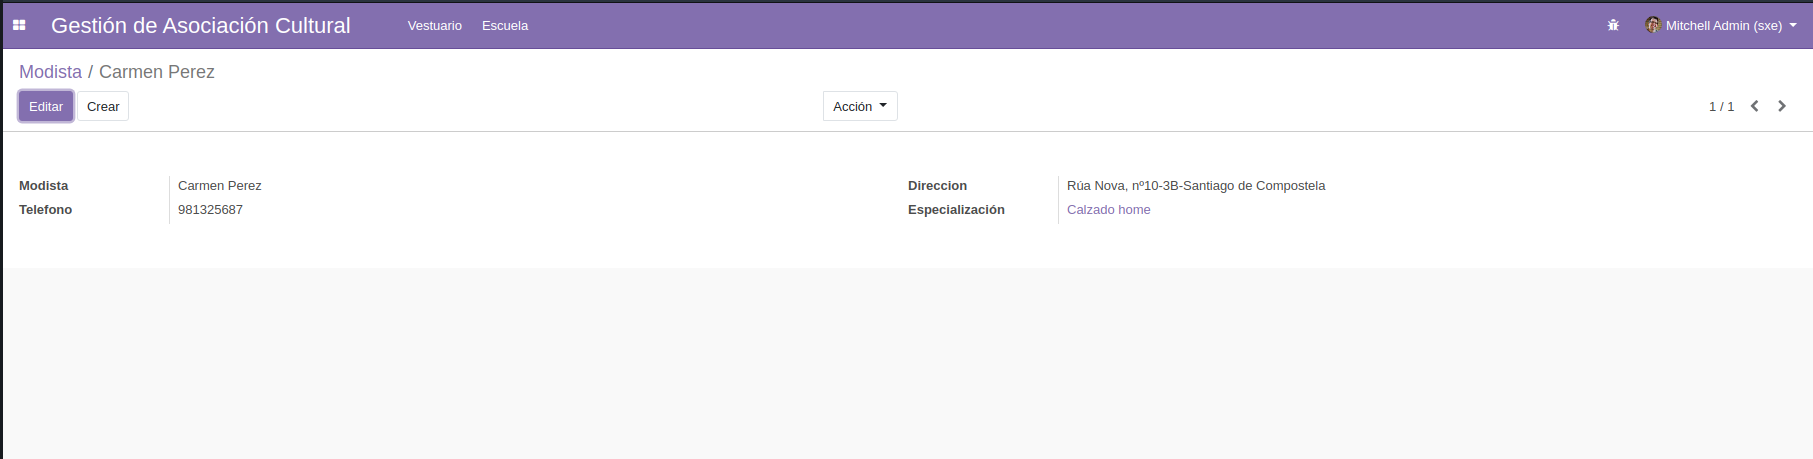 Gestión de Asociación Cultural Vestuario Escuela Mitchell Admin (sxe)
Modista / Carmen Perez
Editar Crear Acción 1 / 1
Modista Carmen Perez Direccion Rúa Nova, nº10-3B-Santiago de Compostela
Telefono 981325687 Especialización Calzado home